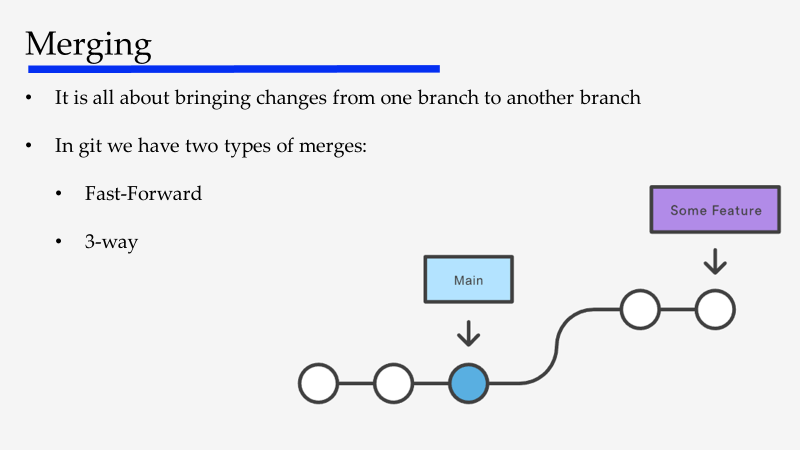 Merging
• It is all about bringing changes from one branch to another branch
• In git we have two types of merges:
• Fast-Forward
• 3-way
Some Feature
Main